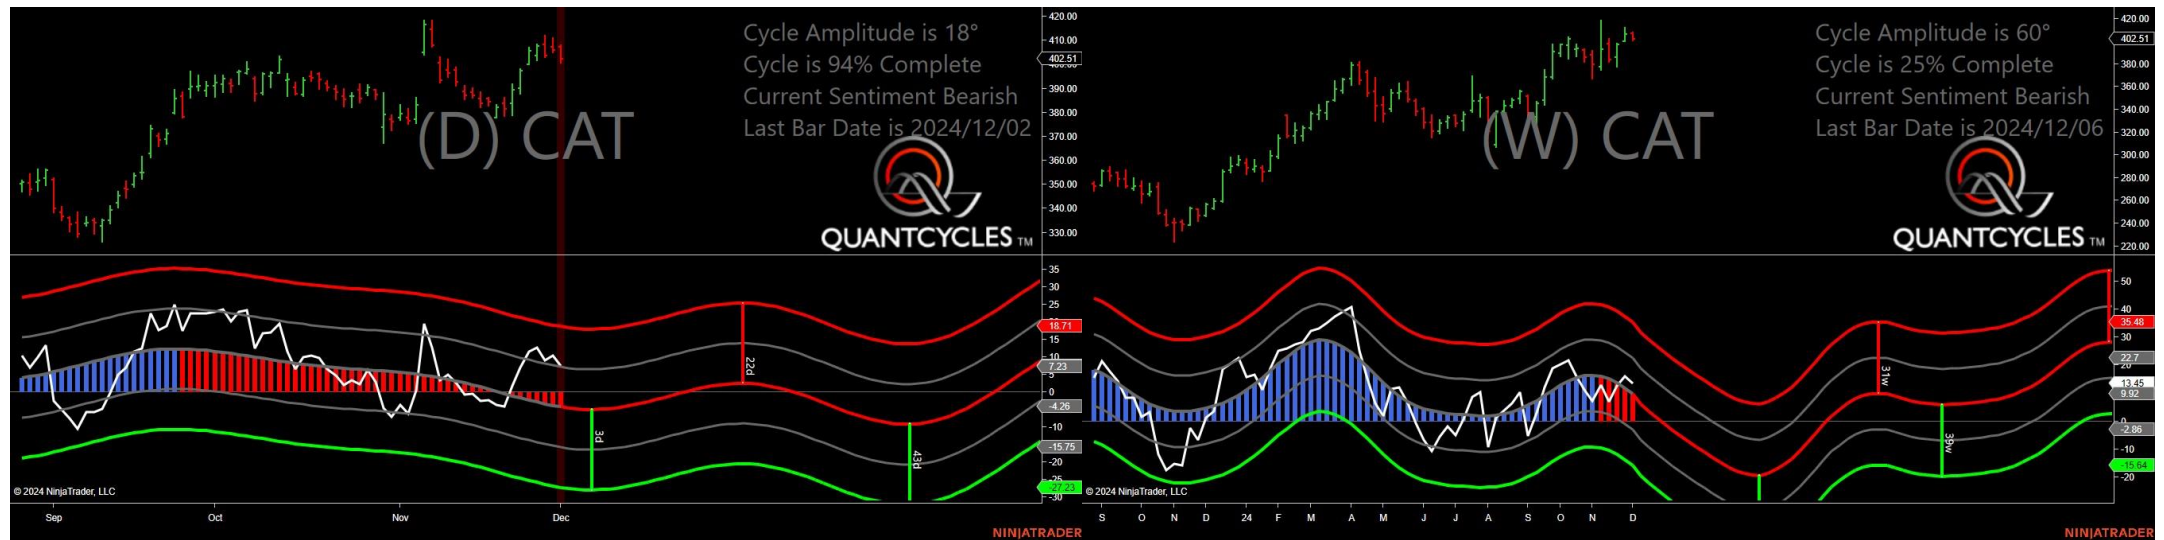 Cycle Amplitude is 18°
Cycle is 94% Complete
Current Sentiment Bearish
Last Bar Date is 2024/12/02
(D) CAT
QUANTCYCLES TM
420.00
410.00
402.51
390.00
380.00
370.00
360.00
350.00
340.00
330.00
35
30
25
18.71
15
10
7.23
5
0
-4.26
-10
-15.75
-20
-25
-27.23
-30
22d
3d
43d
© 2024 NinjaTrader, LLC
Sep Oct Nov Dec
NINJATRADER
Cycle Amplitude is 60°
Cycle is 25% Complete
Current Sentiment Bearish
Last Bar Date is 2024/12/06
(W) CAT
QUANTCYCLES TM
420.00
402.51
380.00
360.00
340.00
320.00
300.00
280.00
260.00
240.00
220.00
50
40
35.48
30
22.7
20
13.45
9.92
0
-2.86
-10
-15.64
-20
31w
39w
© 2024 NinjaTrader, LLC
S O N D 24 F M A M J J A S O N D
NINJATRADER